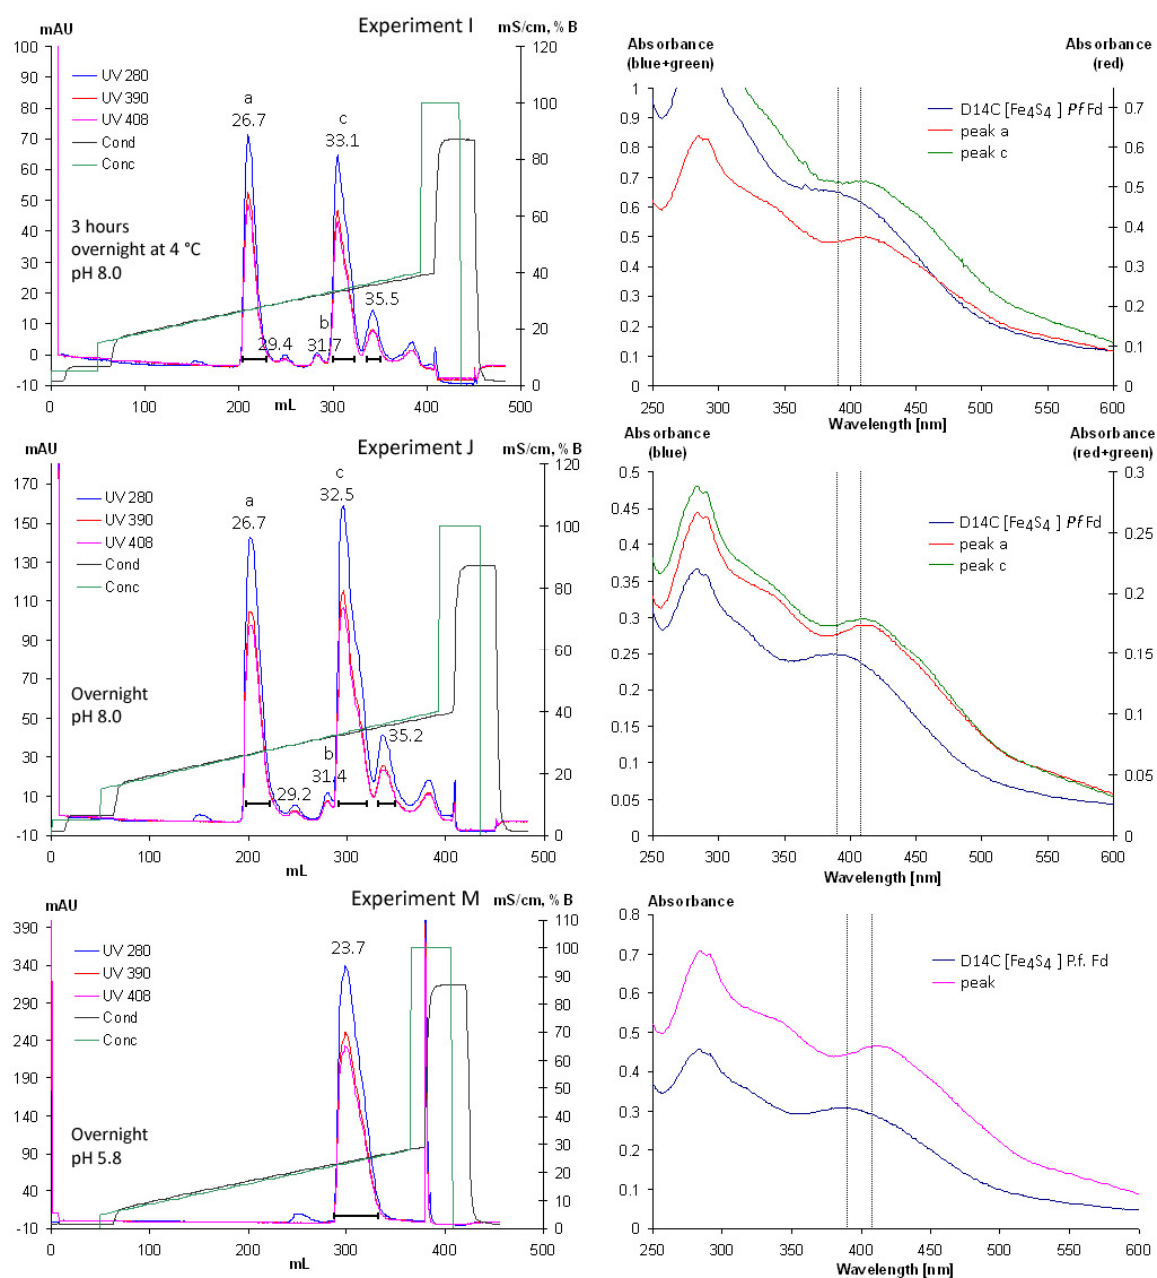 Experiment I
mAU
mS/cm, % B
100
90
80
70
60
50
40
30
20
10
0
-10
120
100
80
60
40
20
0
UV 280
UV 390
UV 408
Cond
Conc
a
26.7
c
33.1
3 hours
overnight at 4 °C
pH 8.0
29.4
b
31.7
35.5
0 100 200 300 400 500
mL
Absorbance
(blue+green)
Absorbance
(red)
1
0.9
0.8
0.7
0.6
0.5
0.4
0.3
0.2
0.1
0
0.7
0.6
0.5
0.4
0.3
0.2
0.1
0
D14C [Fe4S4 ] Pf Fd
peak a
peak c
250 300 350 400 450 500 550 600
Wavelength [nm]
Experiment J
mAU
mS/cm, % B
170
150
130
110
90
70
50
30
10
-10
120
100
80
60
40
20
0
UV 280
UV 390
UV 408
Cond
Conc
a
26.7
c
32.5
Overnight
pH 8.0
29.2
b
31.4
35.2
0 100 200 300 400 500
mL
Absorbance
(blue)
Absorbance
(red+green)
0.5
0.45
0.4
0.35
0.3
0.25
0.2
0.15
0.1
0.05
0
0.3
0.25
0.2
0.15
0.1
0.05
0
D14C [Fe4S4 ] Pf Fd
peak a
peak c
250 300 350 400 450 500 550 600
Wavelength [nm]
Experiment M
mAU
mS/cm, % B
390
340
290
240
190
140
90
40
-10
110
100
90
80
70
60
50
40
30
20
10
0
UV 280
UV 390
UV 408
Cond
Conc
23.7
Overnight
pH 5.8
0 100 200 300 400 500
mL
Absorbance
0.8
0.7
0.6
0.5
0.4
0.3
0.2
0.1
0
D14C [Fe4S4 ] P.f. Fd
peak
250 300 350 400 450 500 550 600
Wavelength [nm]